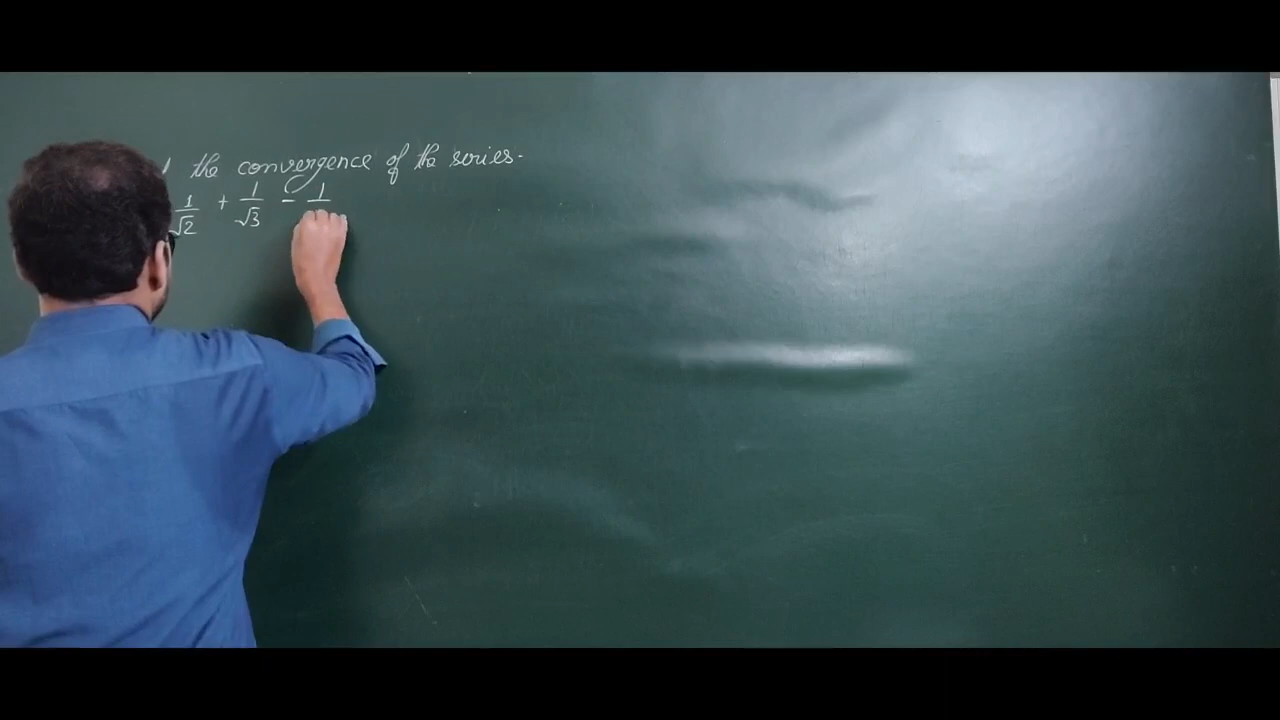 the convergence of the series.
1/√2 + 1/√3 - 1